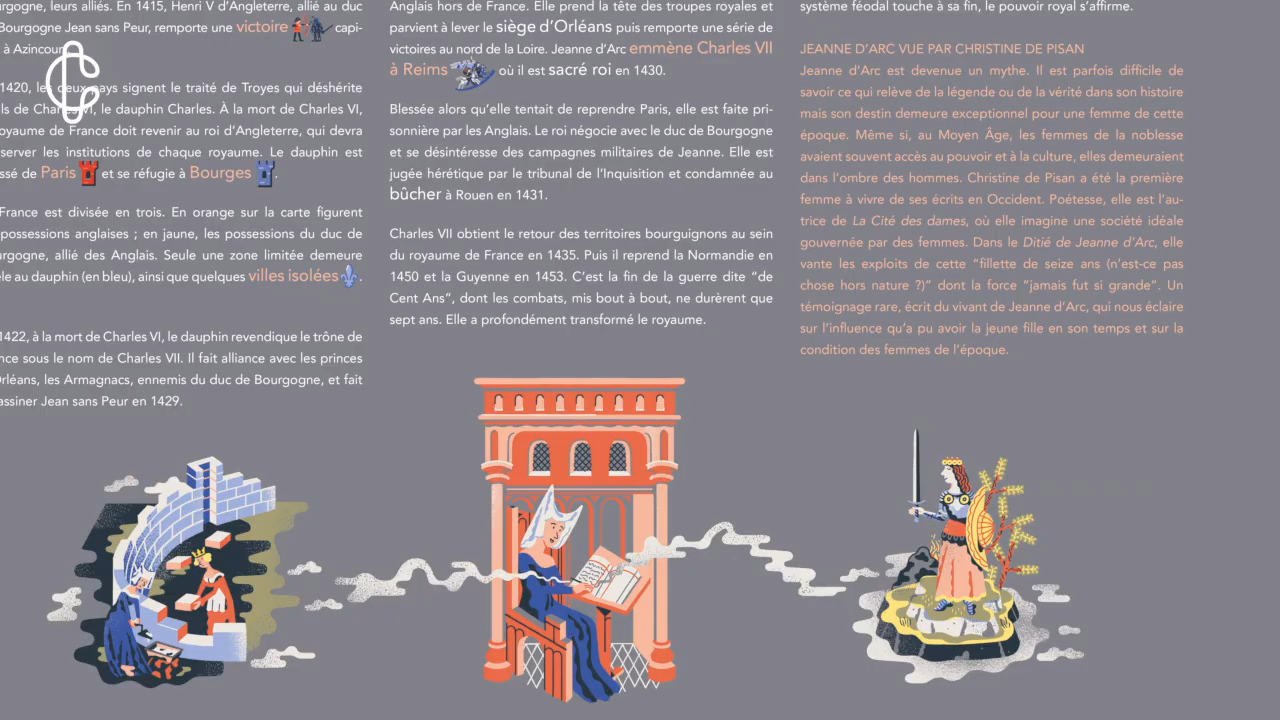 rgogne, leurs alliés. En 1415, Henri V d'Angleterre, allié au duc
Bourgogne Jean sans Peur, remporte une victoire capi-
à Azincourt
1420, les deux pays signent le traité de Troyes qui déshérite
ls de Charles VI, le dauphin Charles. À la mort de Charles VI,
oyaume de France doit revenir au roi d'Angleterre, qui devra
server les institutions de chaque royaume. Le dauphin est
ssé de Paris et se réfugie à Bourges .
France est divisée en trois. En orange sur la carte figurent
possessions anglaises ; en jaune, les possessions du duc de
urgogne, allié des Anglais. Seule une zone limitée demeure
èle au dauphin (en bleu), ainsi que quelques villes isolées .
1422, à la mort de Charles VI, le dauphin revendique le trône de
nce sous le nom de Charles VII. Il fait alliance avec les princes
Orléans, les Armagnacs, ennemis du duc de Bourgogne, et fait
assiner Jean sans Peur en 1429.
Anglais hors de France. Elle prend la tête des troupes royales et
parvient à lever le siège d'Orléans puis remporte une série de
victoires au nord de la Loire. Jeanne d'Arc emmène Charles VII
à Reims où il est sacré roi en 1430.
Blessée alors qu'elle tentait de reprendre Paris, elle est faite pri-
sonnière par les Anglais. Le roi négocie avec le duc de Bourgogne
et se désintéresse des campagnes militaires de Jeanne. Elle est
jugée hérétique par le tribunal de l'Inquisition et condamnée au
bûcher à Rouen en 1431.
Charles VII obtient le retour des territoires bourguignons au sein
du royaume de France en 1435. Puis il reprend la Normandie en
1450 et la Guyenne en 1453. C'est la fin de la guerre dite "de
Cent Ans", dont les combats, mis bout à bout, ne durèrent que
sept ans. Elle a profondément transformé le royaume.
système féodal touche à sa fin, le pouvoir royal s'affirme.
JEANNE D'ARC VUE PAR CHRISTINE DE PISAN
Jeanne d'Arc est devenue un mythe. Il est parfois difficile de
savoir ce qui relève de la légende ou de la vérité dans son histoire
mais son destin demeure exceptionnel pour une femme de cette
époque. Même si, au Moyen Âge, les femmes de la noblesse
avaient souvent accès au pouvoir et à la culture, elles demeuraient
dans l'ombre des hommes. Christine de Pisan a été la première
femme à vivre de ses écrits en Occident. Poétesse, elle est l'au-
trice de La Cité des dames, où elle imagine une société idéale
gouvernée par des femmes. Dans le Ditié de Jeanne d'Arc, elle
vante les exploits de cette "fillette de seize ans (n'est-ce pas
chose hors nature ?)" dont la force "jamais fut si grande". Un
témoignage rare, écrit du vivant de Jeanne d'Arc, qui nous éclaire
sur l'influence qu'a pu avoir la jeune fille en son temps et sur la
condition des femmes de l'époque.